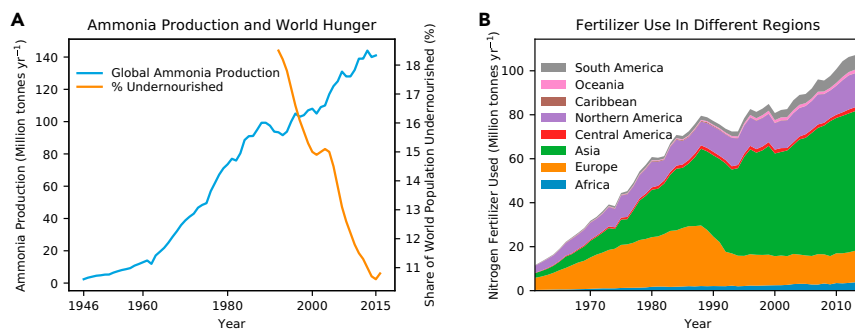 A
Ammonia Production and World Hunger
Ammonia Production (Million tonnes yr⁻¹)
140
120
100
80
60
40
20
0
Global Ammonia Production
% Undernourished
18
17
16
15
14
13
12
11
Share of World Population Undernourished (%)
1946
1960
1980
2000
2015
Year
B
Fertilizer Use In Different Regions
Nitrogen Fertilizer Used (Million tonnes yr⁻¹)
100
80
60
40
20
0
South America
Oceania
Caribbean
Northern America
Central America
Asia
Europe
Africa
1970
1980
1990
2000
2010
Year